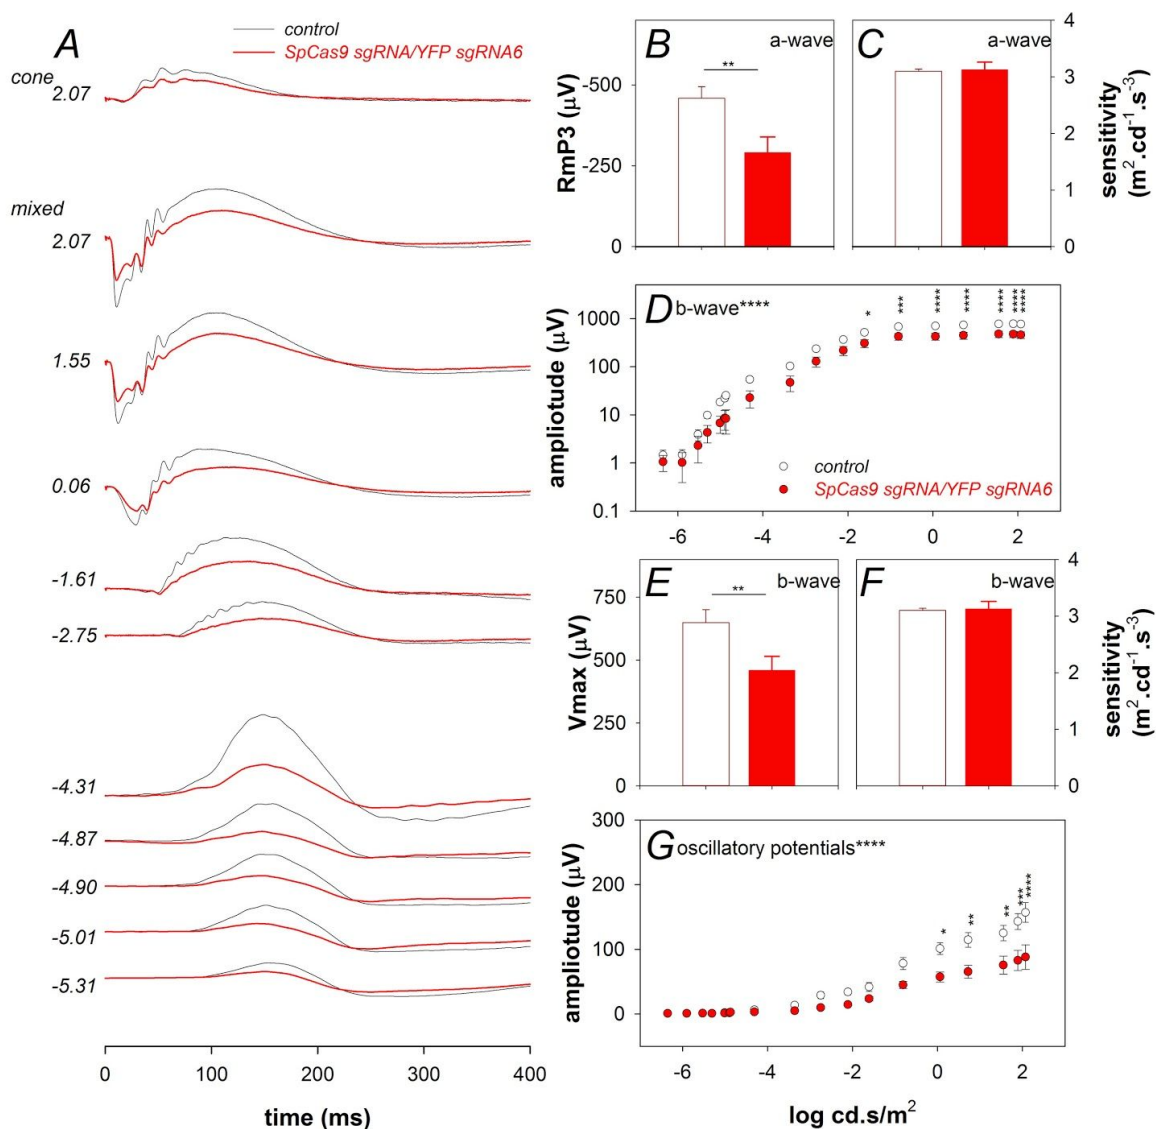 A
control
SpCas9 sgRNA/YFP sgRNA6
cone
2.07
mixed
2.07
1.55
0.06
-1.61
-2.75
-4.31
-4.87
-4.90
-5.01
-5.31
0 100 200 300 400
time (ms)
B
a-wave
**
-500
-250
0
RmP3 (μV)
C
a-wave
4
3
2
1
0
sensitivity
(m².cd⁻¹.s⁻³)
D b-wave****
* *** **** **** **** **** ****
1000
100
10
1
0.1
ampliotude (μV)
control
SpCas9 sgRNA/YFP sgRNA6
-6 -4 -2 0 2
E
b-wave
**
750
500
250
0
Vmax (μV)
F
b-wave
4
3
2
1
0
sensitivity
(m².cd⁻¹.s⁻³)
G oscillatory potentials****
* ** ** *** ****
300
200
100
0
ampliotude (μV)
-6 -4 -2 0 2
log cd.s/m²